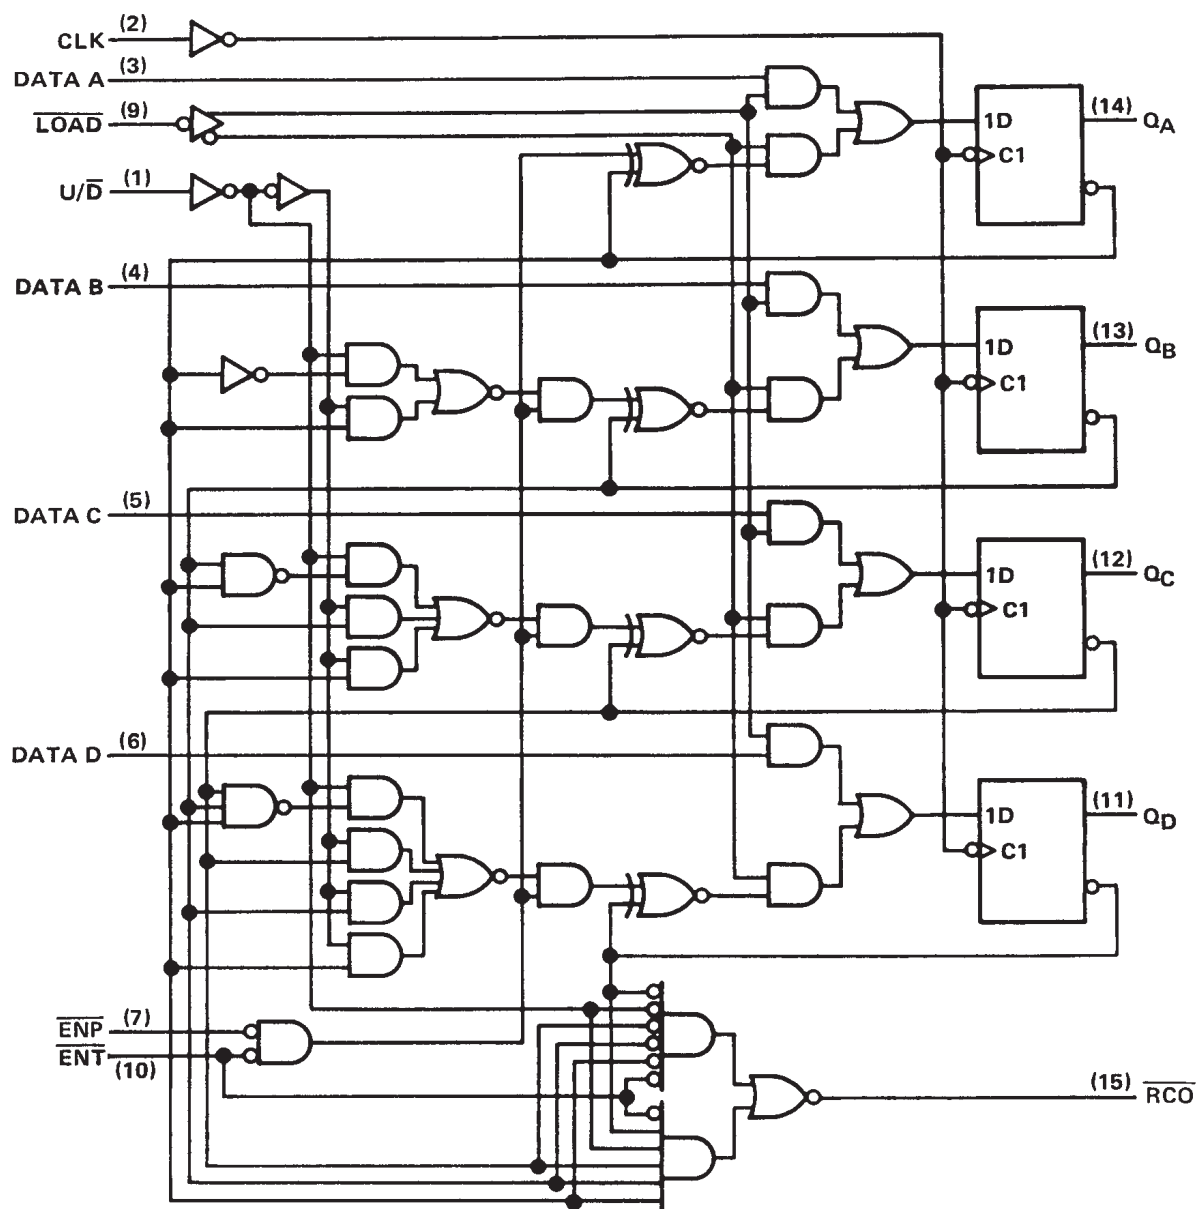 CLK (2)
DATA A (3)
LOAD (9)
U/D (1)
1D
C1
(14) QA
DATA B (4)
1D
C1
(13) QB
DATA C (5)
1D
C1
(12) QC
DATA D (6)
1D
C1
(11) QD
ENP (7)
ENT (10)
(15) RCO